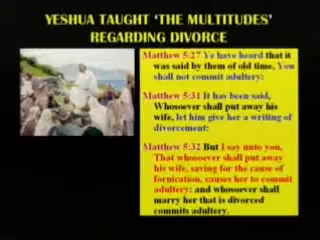 YESHUA TAUGHT ‘THE MULTITUDES’
REGARDING DIVORCE
Matthew 5:27 Ye have heard that it
was said by them of old time, You
shall not commit adultery:
Matthew 5:31 It has been said,
Whosoever shall put away his
wife, let him give her a writing of
divorcement:
Matthew 5:32 But I say unto you,
That whosoever shall put away
his wife, saving for the cause of
fornication, causes her to commit
adultery: and whosoever shall
marry her that is divorced
commits adultery.